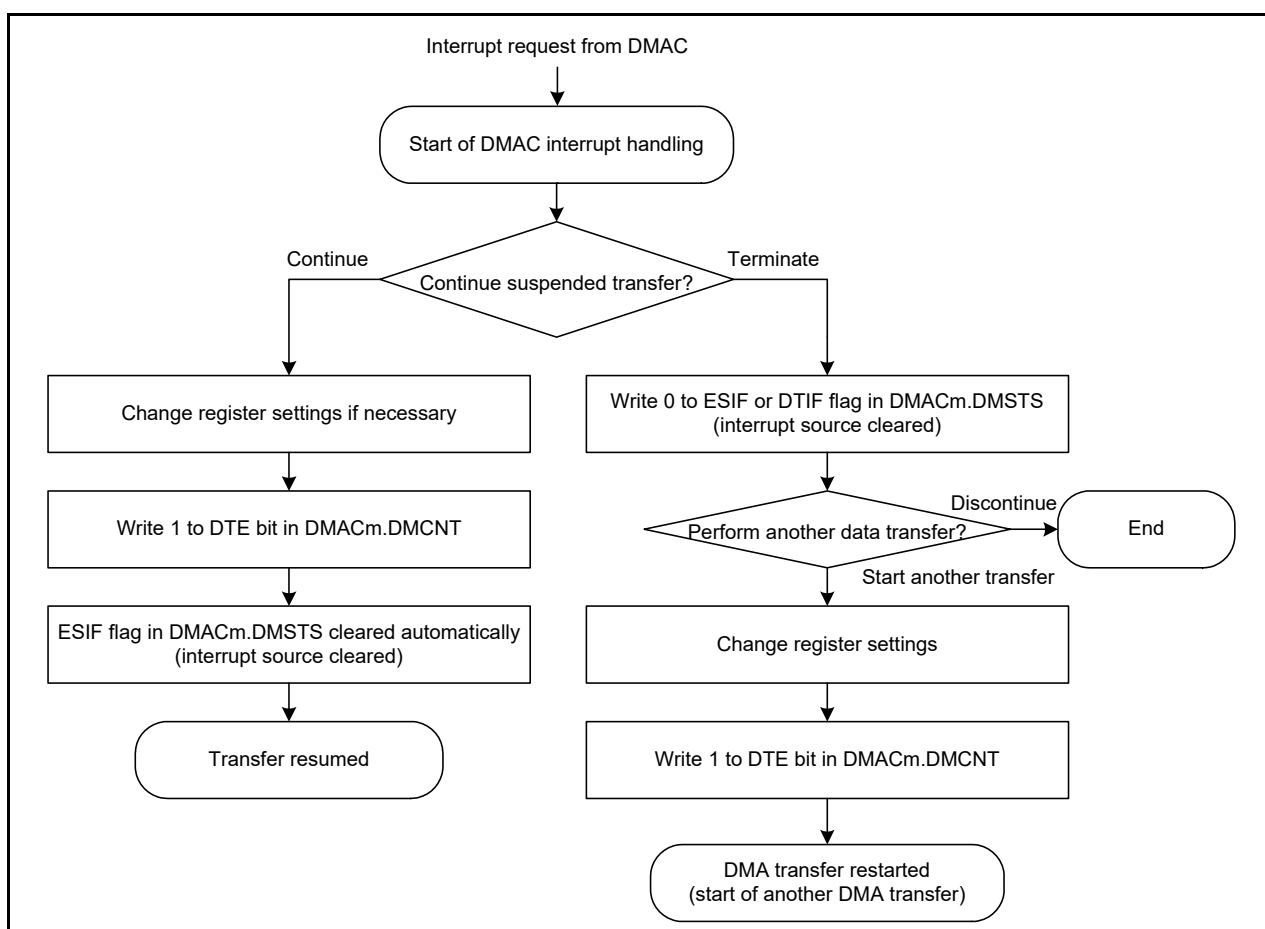 Interrupt request from DMAC
Start of DMAC interrupt handling
Continue
Terminate
Continue suspended transfer?
Change register settings if necessary
Write 1 to DTE bit in DMACm.DMCNT
ESIF flag in DMACm.DMSTS cleared automatically
(interrupt source cleared)
Transfer resumed
Write 0 to ESIF or DTIF flag in DMACm.DMSTS
(interrupt source cleared)
Discontinue
Perform another data transfer?
End
Start another transfer
Change register settings
Write 1 to DTE bit in DMACm.DMCNT
DMA transfer restarted
(start of another DMA transfer)